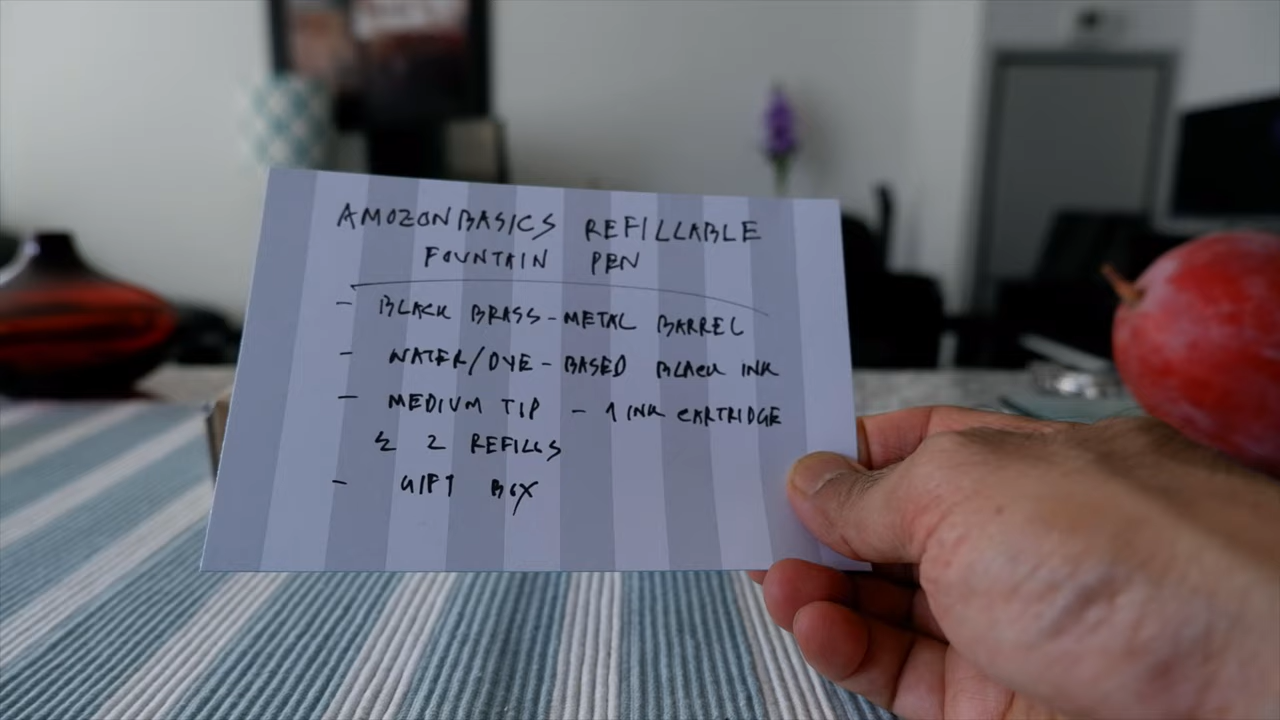 AMOZONBASICS REFILLABLE
FOUNTAIN PEN
- BLACK BRASS-METAL BARREL
- WATER/DYE-BASED BLACK INK
- MEDIUM TIP - 1 INK CARTRIDGE
& 2 REFILLS
- GIFT BOX